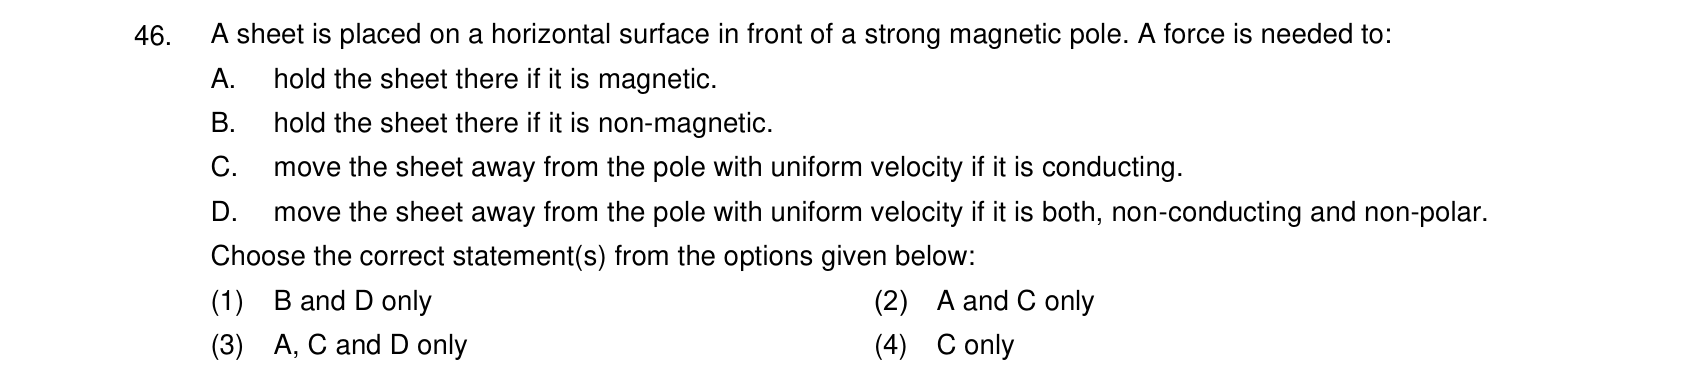 46. A sheet is placed on a horizontal surface in front of a strong magnetic pole. A force is needed to:
A. hold the sheet there if it is magnetic.
B. hold the sheet there if it is non-magnetic.
C. move the sheet away from the pole with uniform velocity if it is conducting.
D. move the sheet away from the pole with uniform velocity if it is both, non-conducting and non-polar.
Choose the correct statement(s) from the options given below:
(1) B and D only (2) A and C only
(3) A, C and D only (4) C only